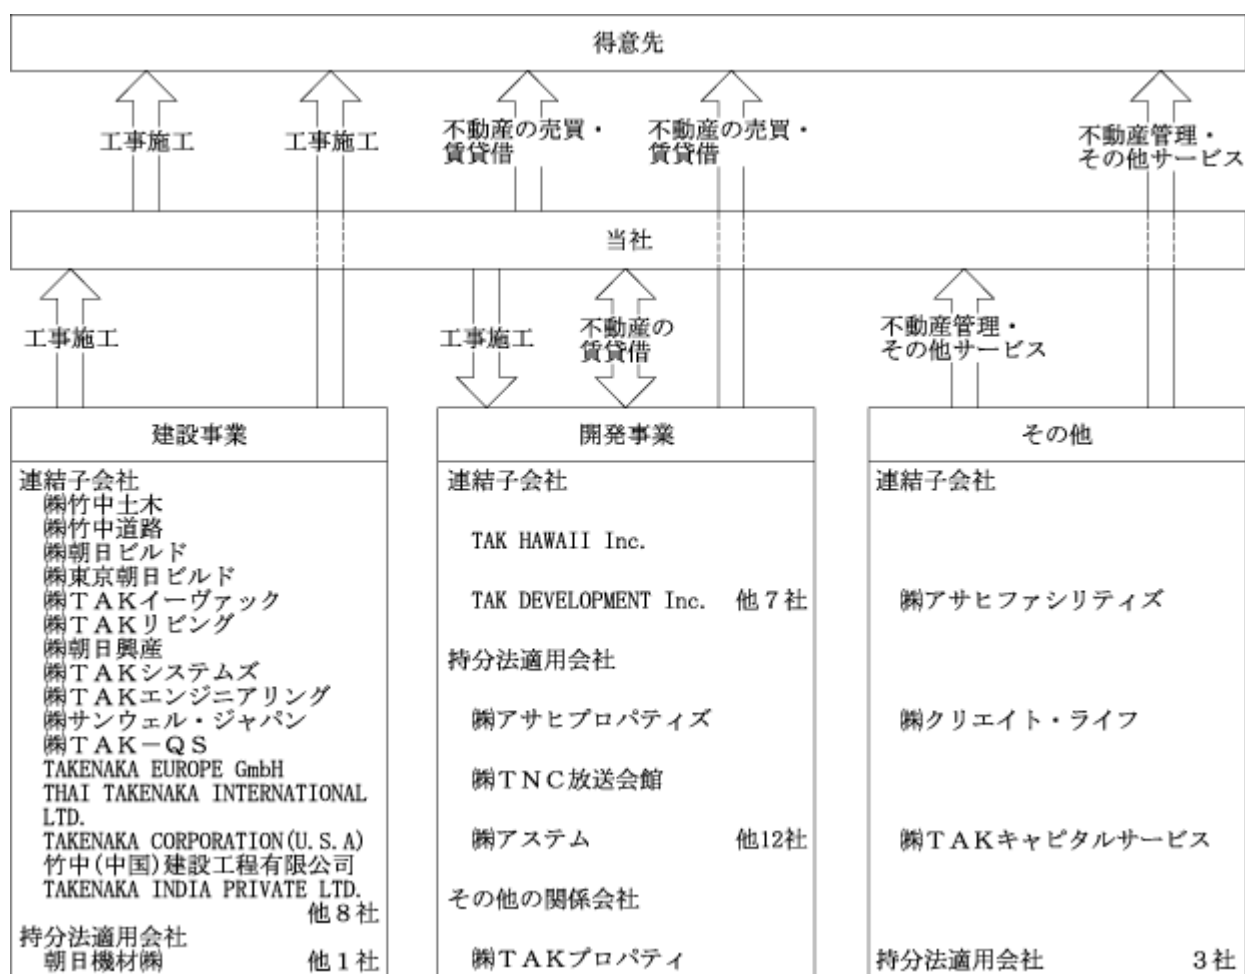 得意先
工事施工
工事施工
不動産の売買・
賃貸借
不動産の売買・
賃貸借
不動産管理・
その他サービス
当社
工事施工
工事施工
不動産の
賃貸借
不動産管理・
その他サービス
建設事業
連結子会社
㈱竹中土木
㈱竹中道路
㈱朝日ビルド
㈱東京朝日ビルド
㈱ＴＡＫイーヴァック
㈱ＴＡＫリビング
㈱朝日興産
㈱ＴＡＫシステムズ
㈱ＴＡＫエンジニアリング
㈱サンウェル・ジャパン
㈱ＴＡＫ－ＱＳ
TAKENAKA EUROPE GmbH
THAI TAKENAKA INTERNATIONAL
LTD.
TAKENAKA CORPORATION(U.S.A)
竹中(中国)建設工程有限公司
TAKENAKA INDIA PRIVATE LTD.
他８社
持分法適用会社
朝日機材㈱ 他１社
開発事業
連結子会社
TAK HAWAII Inc.
TAK DEVELOPMENT Inc. 他７社
持分法適用会社
㈱アサヒプロパティズ
㈱ＴＮＣ放送会館
㈱アステム 他12社
その他の関係会社
㈱ＴＡＫプロパティ
その他
連結子会社
㈱アサヒファシリティズ
㈱クリエイト・ライフ
㈱ＴＡＫキャピタルサービス
持分法適用会社 ３社